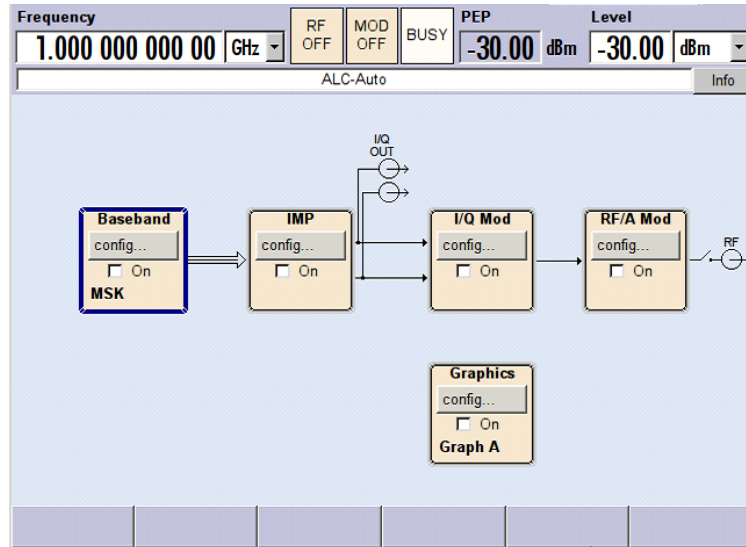 Frequency RF OFF MOD OFF BUSY PEP Level
1.000 000 000 00 GHz -30.00 dBm -30.00 dBm
ALC-Auto Info
I/Q
OUT
Baseband IMP I/Q Mod RF/A Mod RF
config... config... config... config...
On On On On
MSK
Graphics
config...
On
Graph A